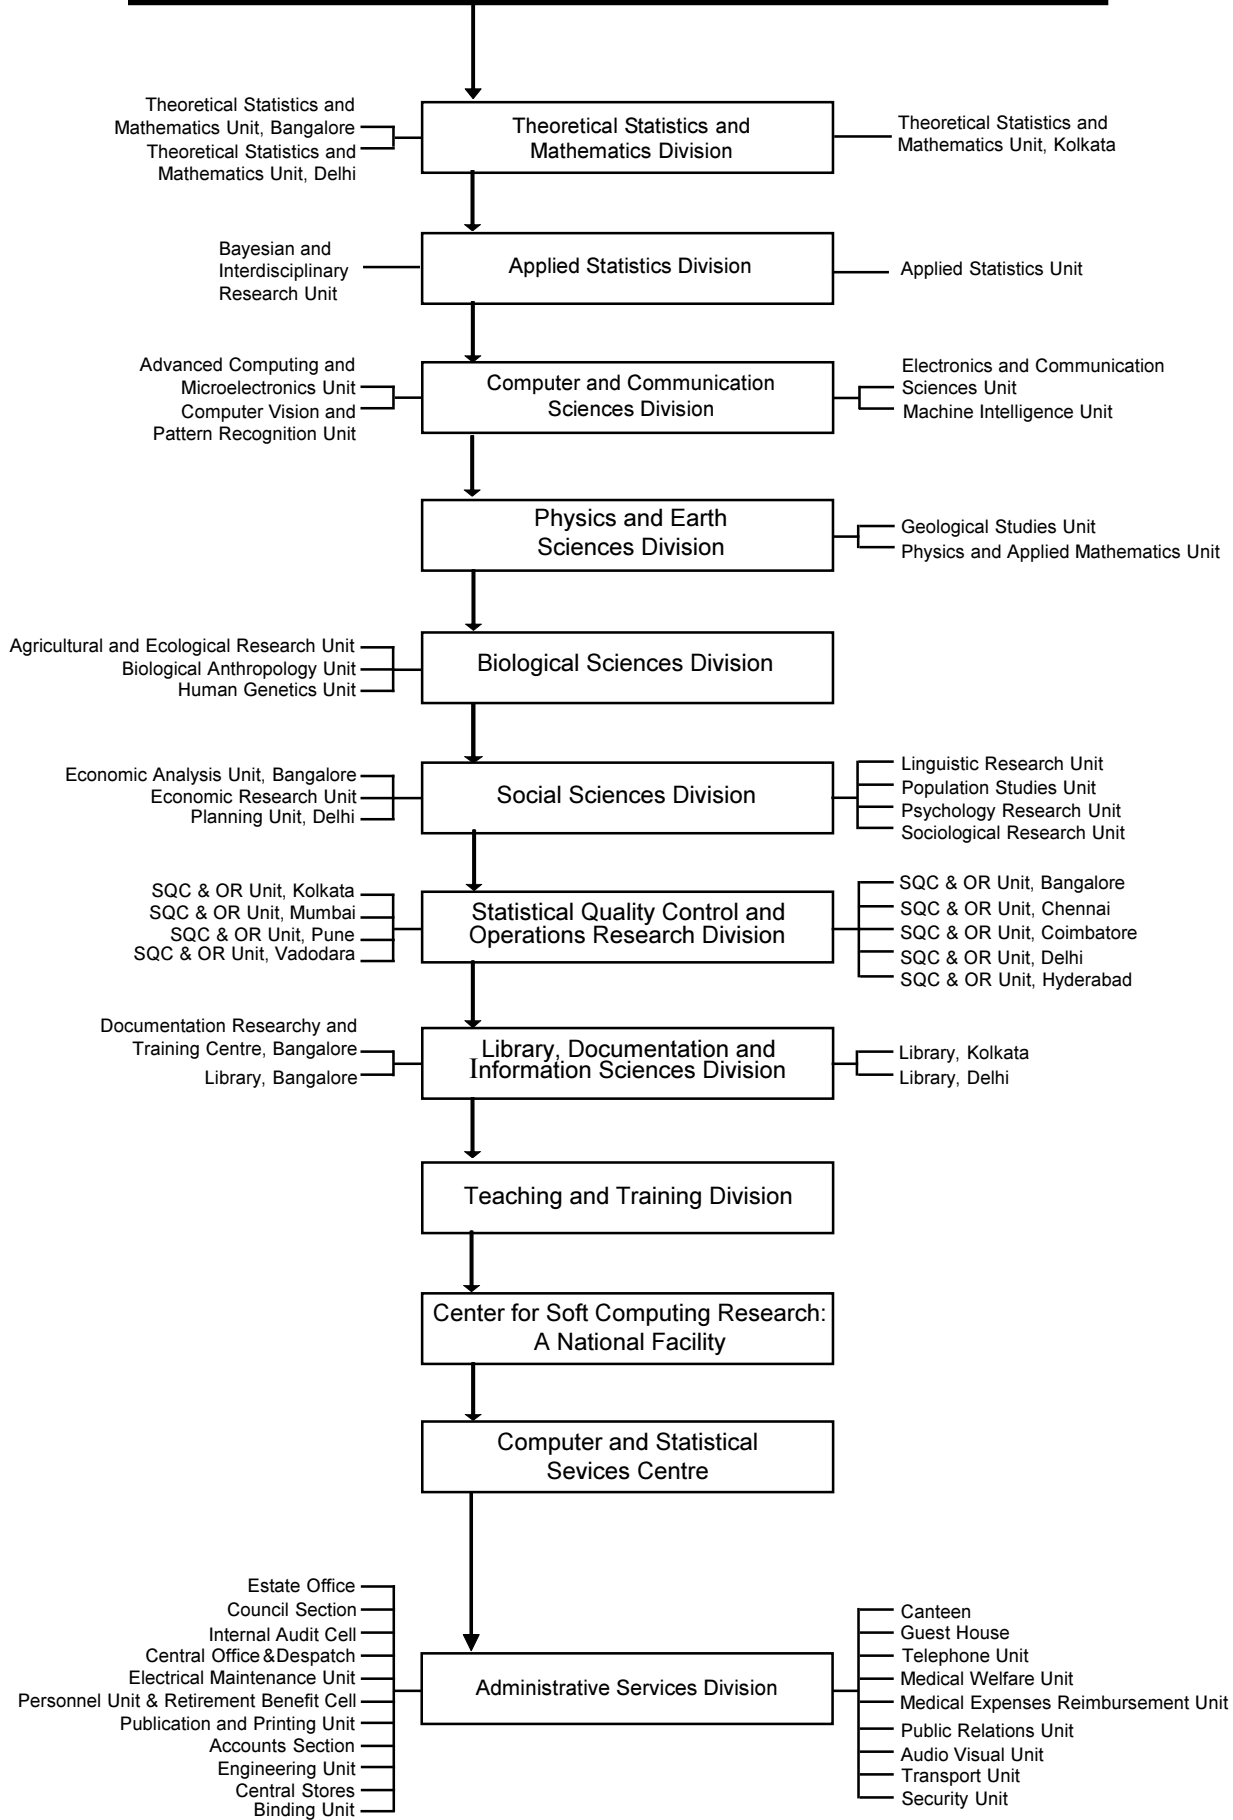 Theoretical Statistics and
Mathematics Unit, Bangalore
Theoretical Statistics and
Mathematics Unit, Delhi
Theoretical Statistics and
Mathematics Division
Theoretical Statistics and
Mathematics Unit, Kolkata
Bayesian and
Interdisciplinary
Research Unit
Applied Statistics Division
Applied Statistics Unit
Advanced Computing and
Microelectronics Unit
Computer Vision and
Pattern Recognition Unit
Computer and Communication
Sciences Division
Electronics and Communication
Sciences Unit
Machine Intelligence Unit
Physics and Earth
Sciences Division
Geological Studies Unit
Physics and Applied Mathematics Unit
Agricultural and Ecological Research Unit
Biological Anthropology Unit
Human Genetics Unit
Biological Sciences Division
Economic Analysis Unit, Bangalore
Economic Research Unit
Planning Unit, Delhi
Social Sciences Division
Linguistic Research Unit
Population Studies Unit
Psychology Research Unit
Sociological Research Unit
SQC & OR Unit, Kolkata
SQC & OR Unit, Mumbai
SQC & OR Unit, Pune
SQC & OR Unit, Vadodara
Statistical Quality Control and
Operations Research Division
SQC & OR Unit, Bangalore
SQC & OR Unit, Chennai
SQC & OR Unit, Coimbatore
SQC & OR Unit, Delhi
SQC & OR Unit, Hyderabad
Documentation Researchy and
Training Centre, Bangalore
Library, Bangalore
Library, Documentation and
Information Sciences Division
Library, Kolkata
Library, Delhi
Teaching and Training Division
Center for Soft Computing Research:
A National Facility
Computer and Statistical
Sevices Centre
Estate Office
Council Section
Internal Audit Cell
Central Office & Despatch
Electrical Maintenance Unit
Personnel Unit & Retirement Benefit Cell
Publication and Printing Unit
Accounts Section
Engineering Unit
Central Stores
Binding Unit
Administrative Services Division
Canteen
Guest House
Telephone Unit
Medical Welfare Unit
Medical Expenses Reimbursement Unit
Public Relations Unit
Audio Visual Unit
Transport Unit
Security Unit